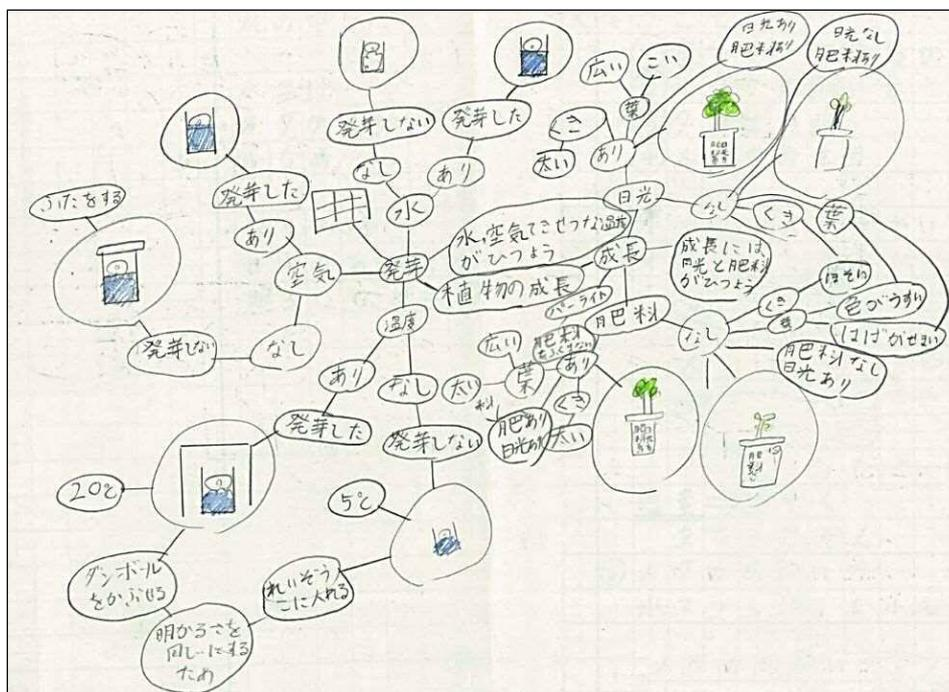 日光あり
肥料あり
日光なし
肥料あり
広い
こい
葉
くき
太い
あり
日光
なし
くき
葉
発芽しない
なし
発芽した
あり
水
発芽した
あり
空気
ふたをする
発芽しない
なし
発芽
水、空気てきせつな温度
がひつよう
植物の成長
成長
成長には、
日光と肥料
がひつよう
バーライト
肥料
なし
くき
ほそい
葉
色がうすい
はばがせまい
肥料なし
日光あり
肥料
あり
広い
葉
太い
くき
太い
肥あり
日光あり
料
温度
あり
発芽した
なし
発芽しない
20℃
5℃
ダンボール
をかぶせる
明かるさを
同じにする
ため
れいぞう
こに入れる